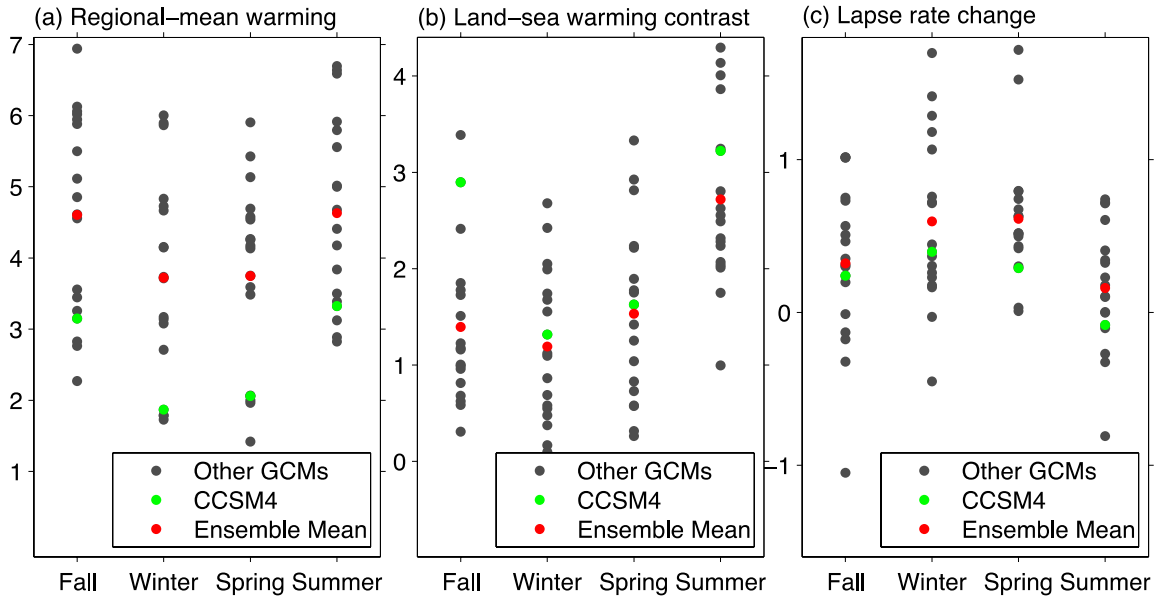 (a) Regional−mean warming
7
6
5
4
3
2
1
Other GCMs
CCSM4
Ensemble Mean
Fall Winter Spring Summer
(b) Land−sea warming contrast
4
3
2
1
0
Other GCMs
CCSM4
Ensemble Mean
Fall Winter Spring Summer
(c) Lapse rate change
1
0
−1
Other GCMs
CCSM4
Ensemble Mean
Fall Winter Spring Summer